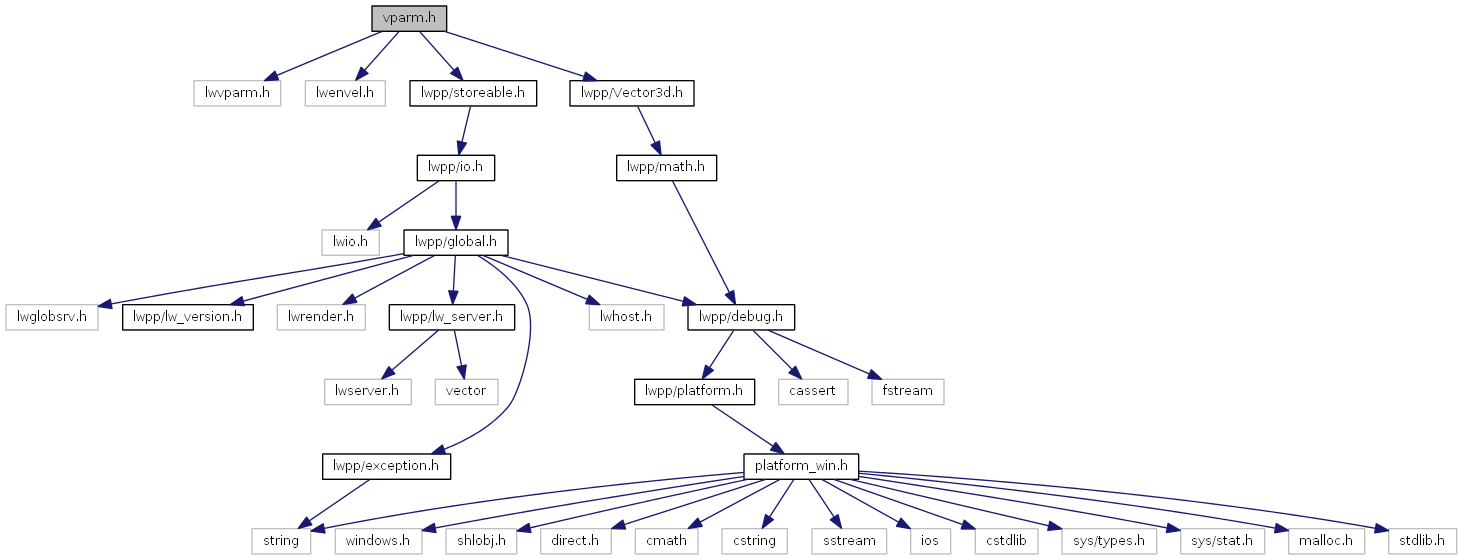 vparm.h
lwvparm.h
lwenvel.h
lwpp/storeable.h
lwpp/Vector3d.h
lwpp/io.h
lwpp/math.h
lwio.h
lwpp/global.h
lwglobsrv.h
lwpp/lw_version.h
lwrender.h
lwpp/lw_server.h
lwhost.h
lwpp/debug.h
lwserver.h
vector
lwpp/platform.h
cassert
fstream
lwpp/exception.h
platform_win.h
string
windows.h
shlobj.h
direct.h
cmath
cstring
sstream
ios
cstdlib
sys/types.h
sys/stat.h
malloc.h
stdlib.h